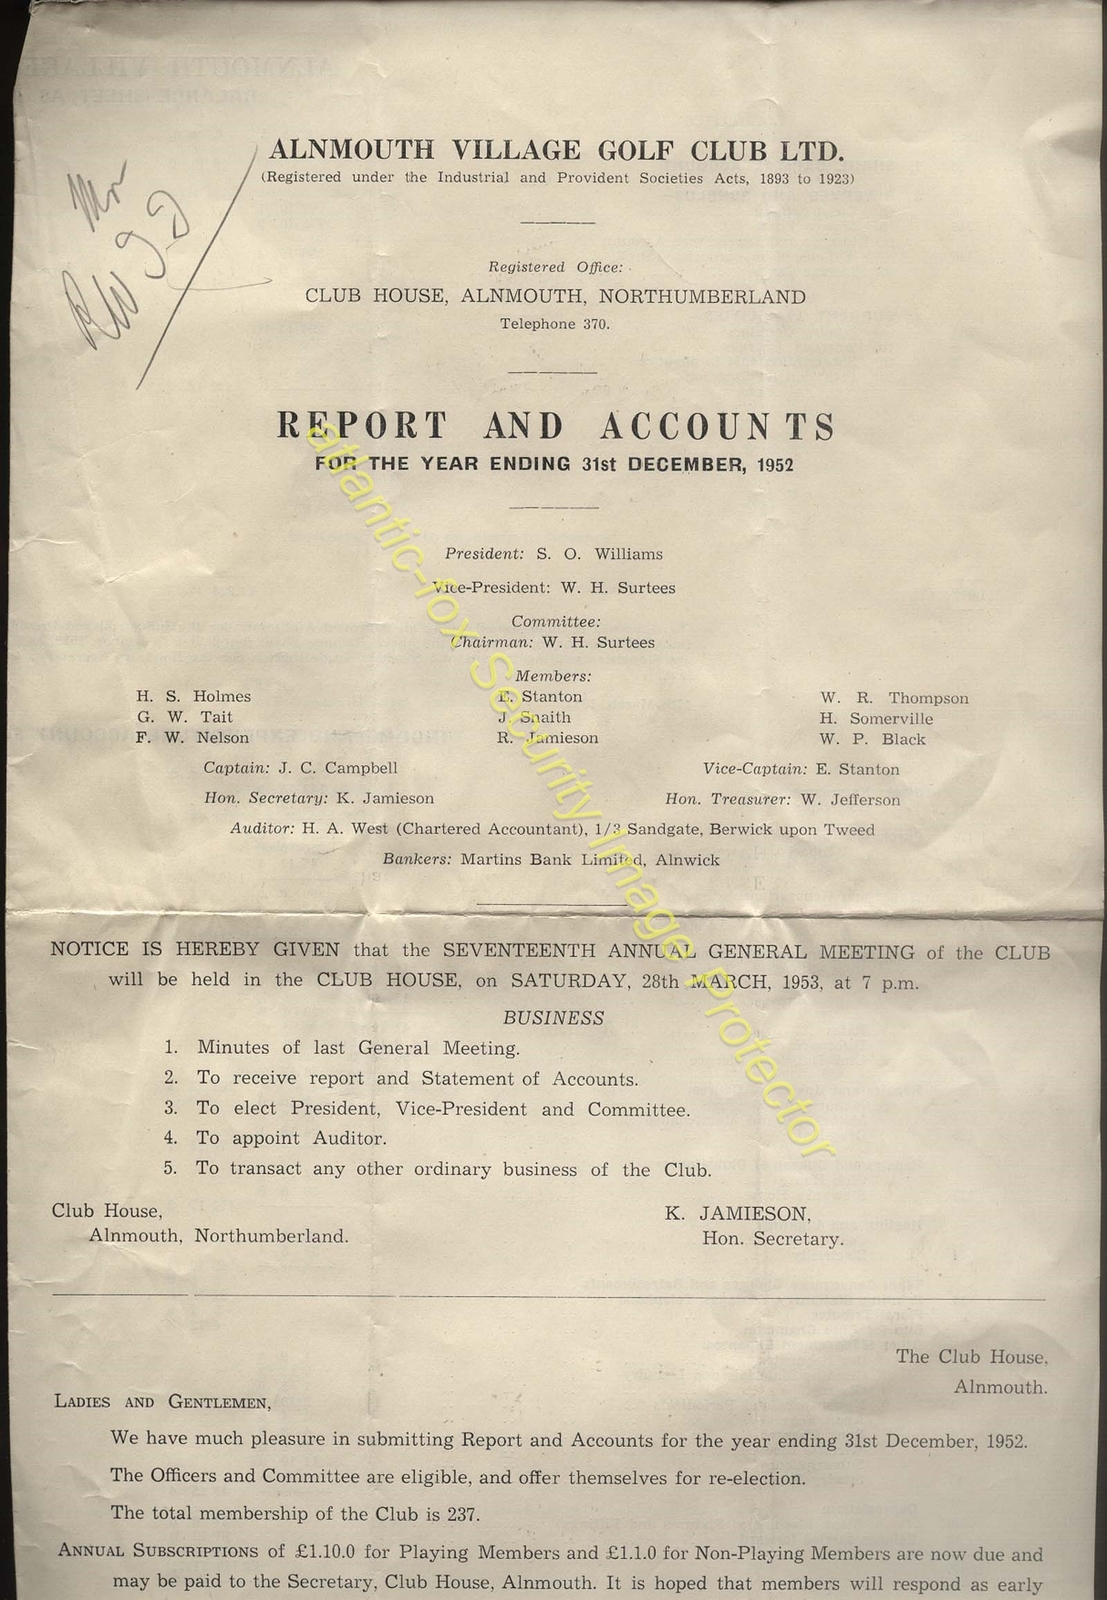 ALNMOUTH VILLAGE GOLF CLUB LTD.
(Registered under the Industrial and Provident Societies Acts, 1893 to 1923)
Mr
Registered Office:
CLUB HOUSE, ALNMOUTH, NORTHUMBERLAND
Telephone 370.
REPORT AND ACCOUNTS
FOR THE YEAR ENDING 31st DECEMBER, 1952
President: S. O. Williams
Vice-President: W. H. Surtees
Committee:
Chairman: W. H. Surtees
Members:
H. S. Holmes E. Stanton W. R. Thompson
G. W. Tait J. Snaith H. Somerville
F. W. Nelson R. Jamieson W. P. Black
Captain: J. C. Campbell Vice-Captain: E. Stanton
Hon. Secretary: K. Jamieson Hon. Treasurer: W. Jefferson
Auditor: H. A. West (Chartered Accountant), 1/3 Sandgate, Berwick upon Tweed
Bankers: Martins Bank Limited, Alnwick
NOTICE IS HEREBY GIVEN that the SEVENTEENTH ANNUAL GENERAL MEETING of the CLUB
will be held in the CLUB HOUSE, on SATURDAY, 28th MARCH, 1953, at 7 p.m.
BUSINESS
1. Minutes of last General Meeting.
2. To receive report and Statement of Accounts.
3. To elect President, Vice-President and Committee.
4. To appoint Auditor.
5. To transact any other ordinary business of the Club.
Club House, K. JAMIESON,
Alnmouth, Northumberland. Hon. Secretary.
The Club House,
Alnmouth.
LADIES AND GENTLEMEN,
We have much pleasure in submitting Report and Accounts for the year ending 31st December, 1952.
The Officers and Committee are eligible, and offer themselves for re-election.
The total membership of the Club is 237.
ANNUAL SUBSCRIPTIONS of £1.10.0 for Playing Members and £1.1.0 for Non-Playing Members are now due and
may be paid to the Secretary, Club House, Alnmouth. It is hoped that members will respond as early
atlantic-fox Security Image Protector